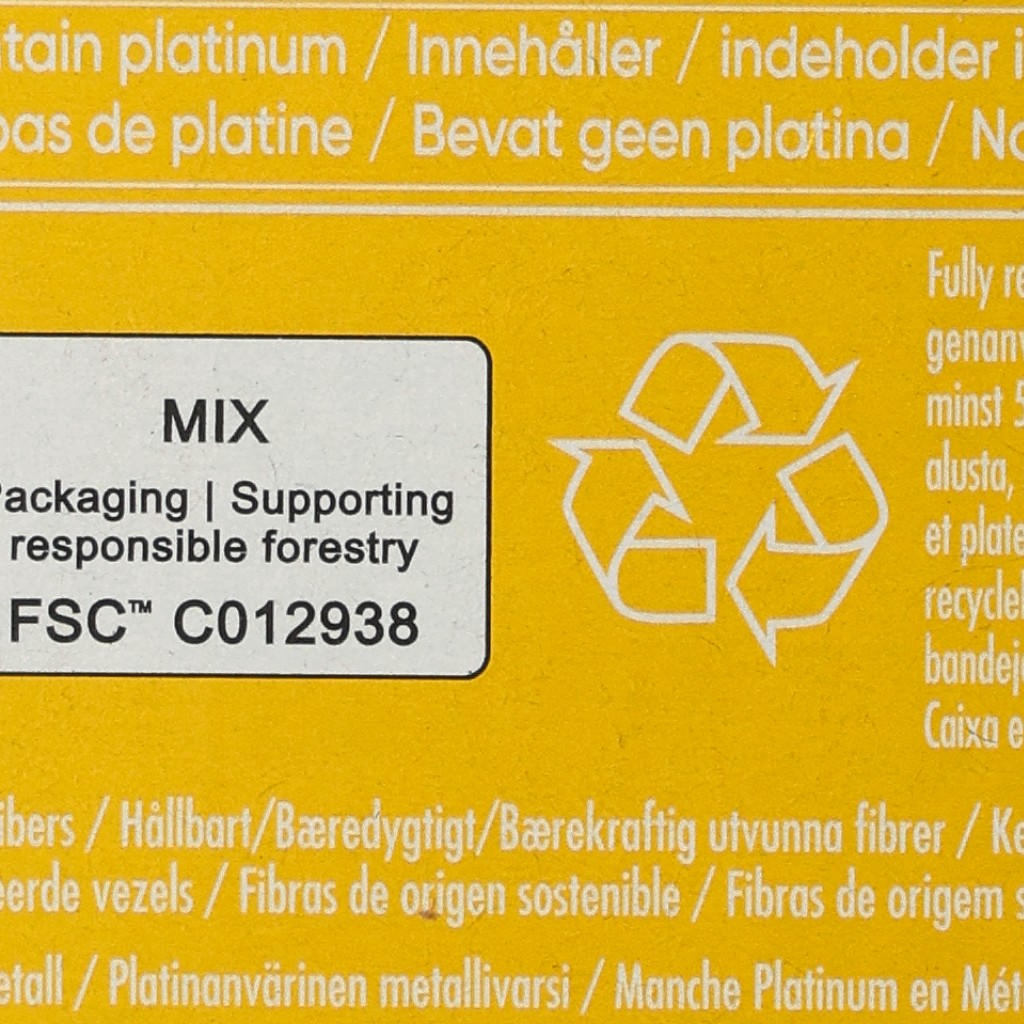 tain platinum / Innehåller / indeholder i
pas de platine / Bevat geen platina / No
MIX
Packaging | Supporting
responsible forestry
FSC™ C012938
Fully re
genanv
minst 5
alusta,
et plate
recycle
bandeje
Caixa e
ibers / Hållbart/Bæredygtigt/Bærekraftig utvunna fibrer / Ke
eerde vezels / Fibras de origen sostenible / Fibras de origem s
etall / Platinanvärinen metallivarsi / Manche Platinum en Mét